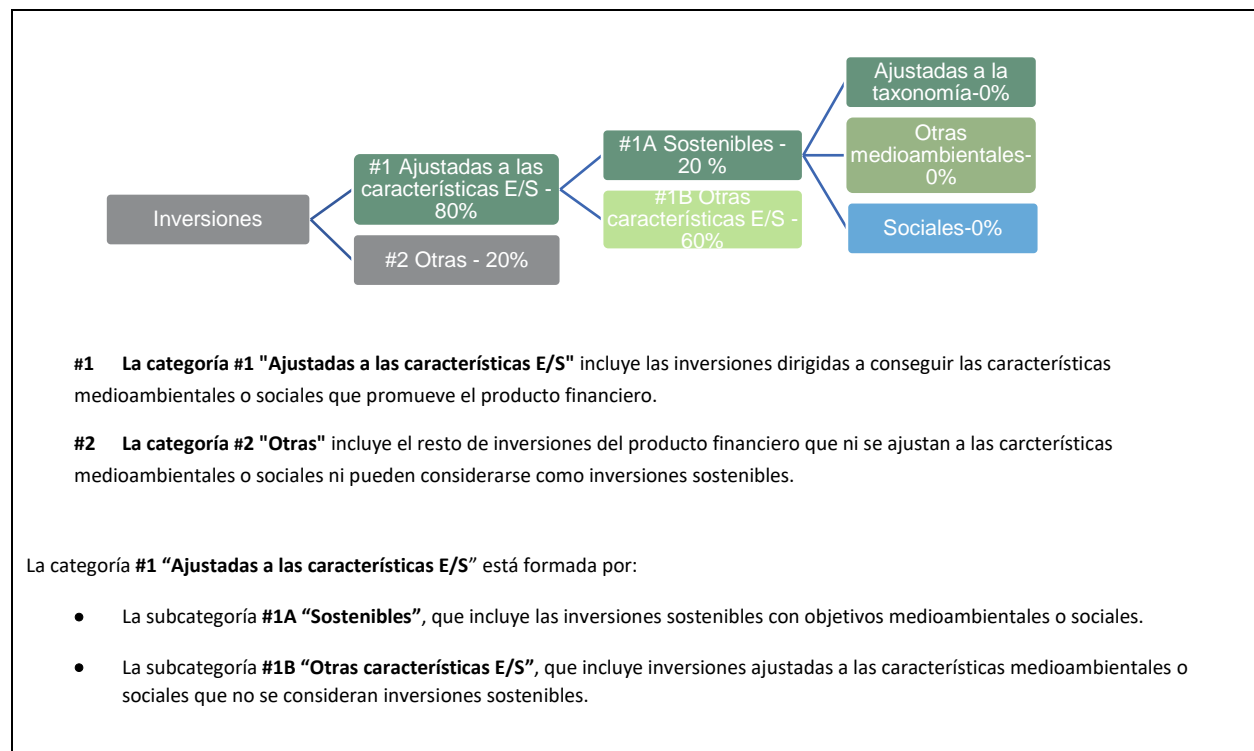 Ajustadas a la
taxonomía-0%
Otras
medioambientales-
0%
Sociales-0%
#1A Sostenibles -
20 %
#1B Otras
características E/S -
60%
#1 Ajustadas a las
características E/S -
80%
#2 Otras - 20%
Inversiones
#1 La categoría #1 "Ajustadas a las características E/S" incluye las inversiones dirigidas a conseguir las características
medioambientales o sociales que promueve el producto financiero.
#2 La categoría #2 "Otras" incluye el resto de inversiones del producto financiero que ni se ajustan a las carcterísticas
medioambientales o sociales ni pueden considerarse como inversiones sostenibles.
La categoría #1 “Ajustadas a las características E/S” está formada por:
● La subcategoría #1A “Sostenibles”, que incluye las inversiones sostenibles con objetivos medioambientales o sociales.
● La subcategoría #1B “Otras características E/S”, que incluye inversiones ajustadas a las características medioambientales o
sociales que no se consideran inversiones sostenibles.